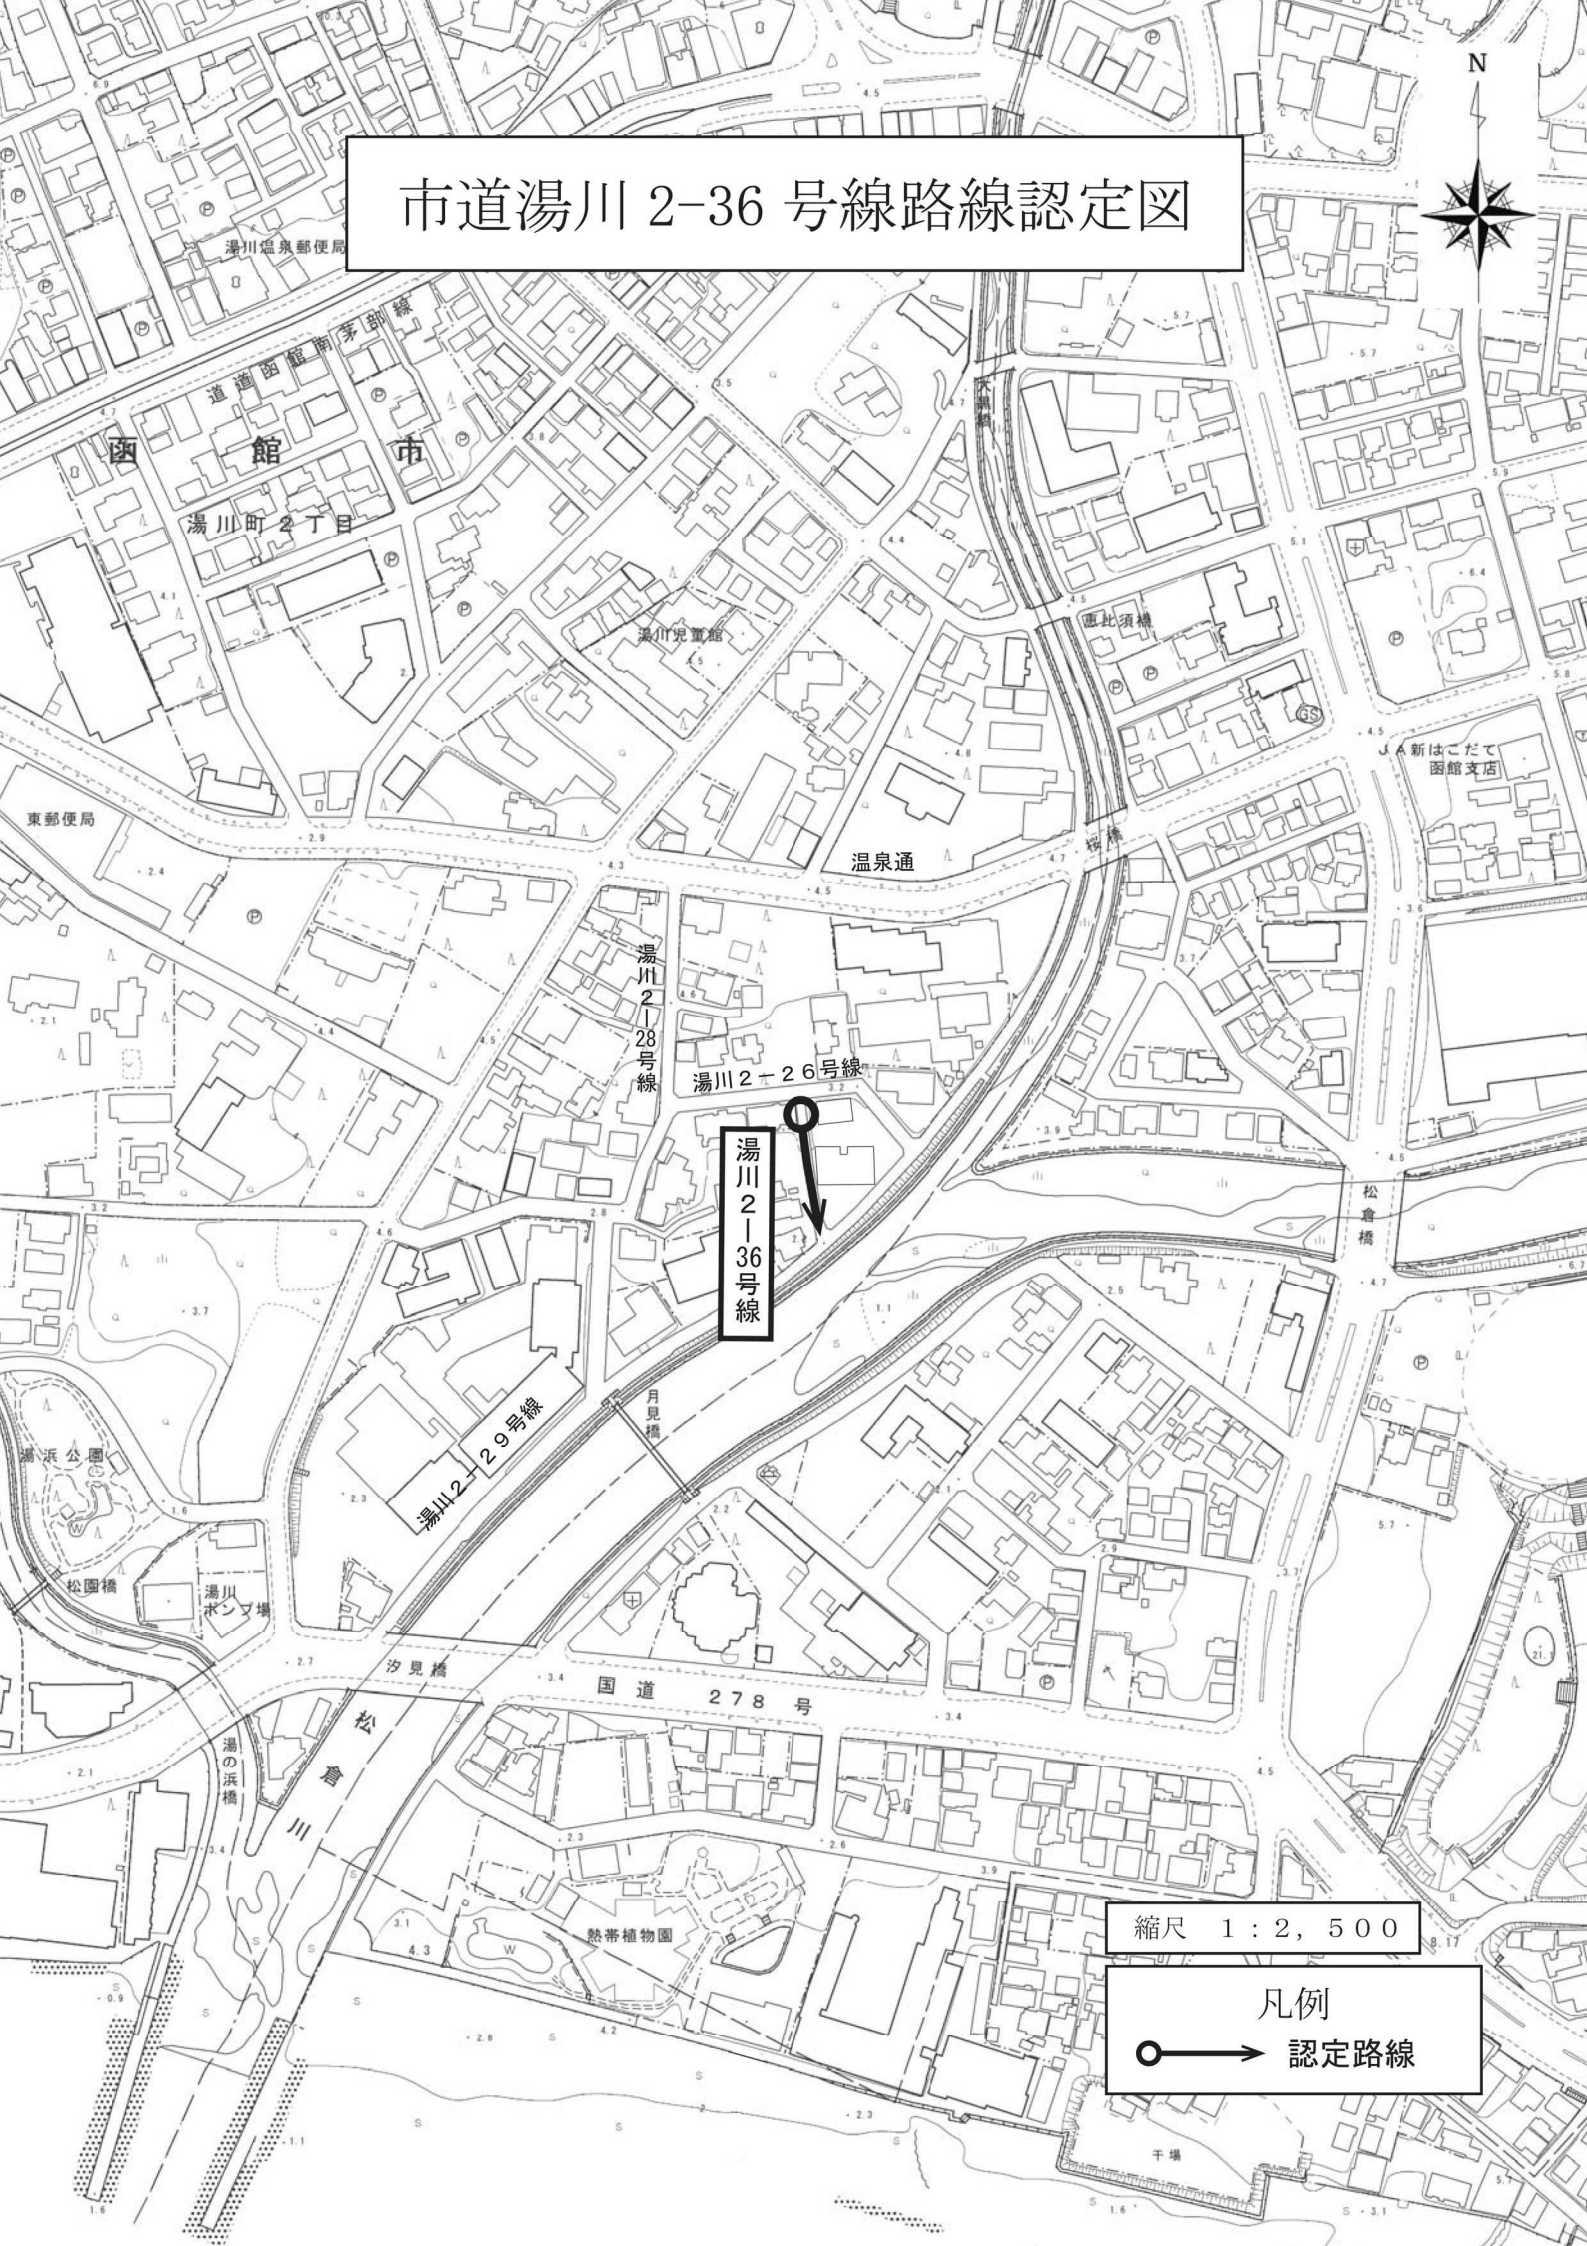 N
市道湯川 2-36 号線路線認定図
湯川温泉郵便局
道道函館南茅部線
函館市
湯川町2丁目
大黒橋
湯川児童館
恵比須橋
GS
JA新はこだて
函館支店
東郵便局
桜橋
温泉通
湯川2―28号線
湯川2－26号線
湯川2―36号線
松倉橋
月見橋
湯川2－29号線
湯浜公園
松園橋
湯川
ポンプ場
汐見橋
国道 278 号
松倉川
湯の浜橋
熱帯植物園
縮尺 1：2，500
凡例
認定路線
干場